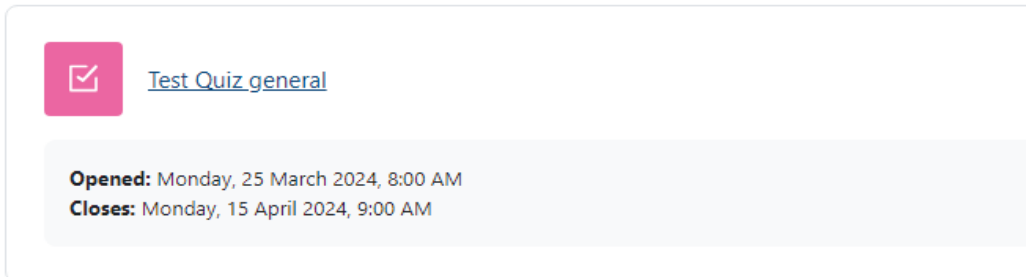 Test Quiz general
Opened: Monday, 25 March 2024, 8:00 AM
Closes: Monday, 15 April 2024, 9:00 AM